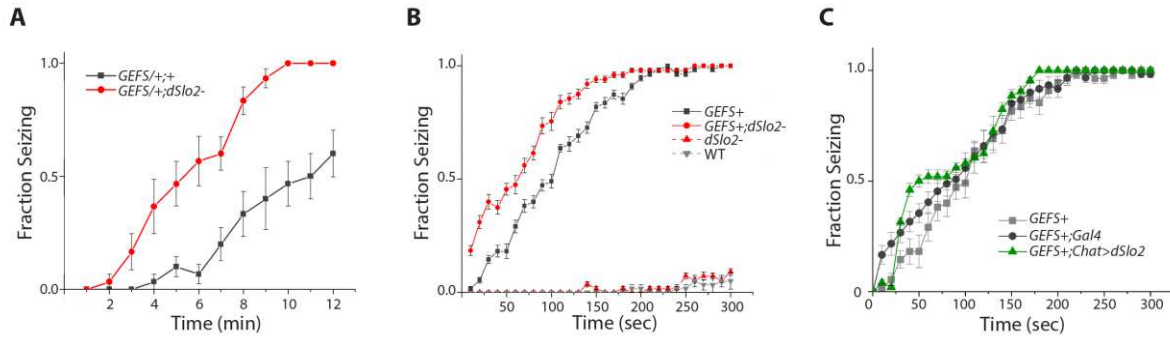 A
Fraction Seizing
1.0
0.5
0.0
GEFS/+;+
GEFS/+;dSlo2-
2
4
6
8
10
12
Time (min)
B
Fraction Seizing
1.0
0.5
0.0
GEFS+
GEFS+;dSlo2-
dSlo2-
WT
50
100
150
200
250
300
Time (sec)
C
Fraction Seizing
1.0
0.5
0.0
GEFS+
GEFS+;Gal4
GEFS+;Chat>dSlo2
0
50
100
150
200
250
300
Time (sec)